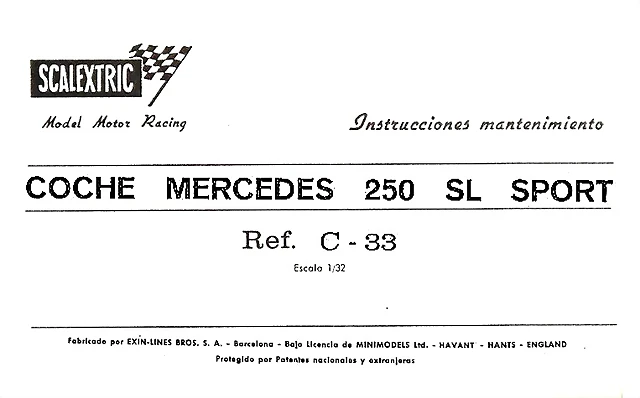 SCALEXTRIC
Model Motor Racing
Instrucciones mantenimiento
COCHE MERCEDES 250 SL SPORT
Ref. C - 33
Escala 1/32
Fabricado por EXIN-LINES BROS. S. A. - Barcelona - Bajo Licencia de MINIMODELS Ltd. - HAVANT - HANTS - ENGLAND
Protegido por Patentes nacionales y extranjeras